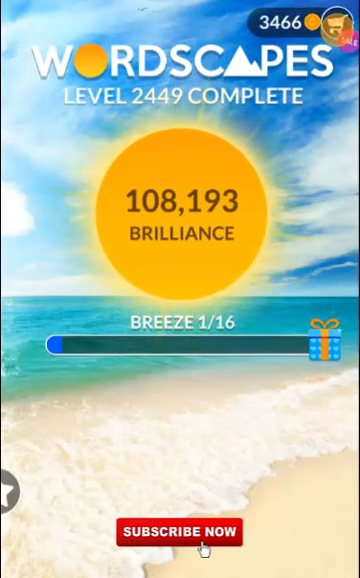 3466
SALE
WORDSCAPES
LEVEL 2449 COMPLETE
108,193
BRILLIANCE
BREEZE 1/16
SUBSCRIBE NOW